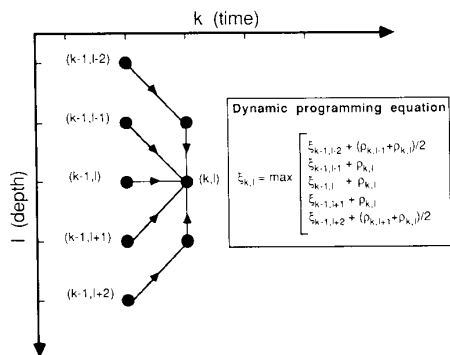 k (time)
l (depth)
(k-1,l-2)
(k-1,l-1)
(k-1,l)
(k,l)
(k-1,l+1)
(k-1,l+2)
Dynamic programming equation
ξk,l = max
ξk-1,l-2 + (ρk,l-1+ρk,l)/2
ξk-1,l-1 + ρk,l
ξk-1,l + ρk,l
ξk-1,l+1 + ρk,l
ξk-1,l+2 + (ρk,l+1+ρk,l)/2